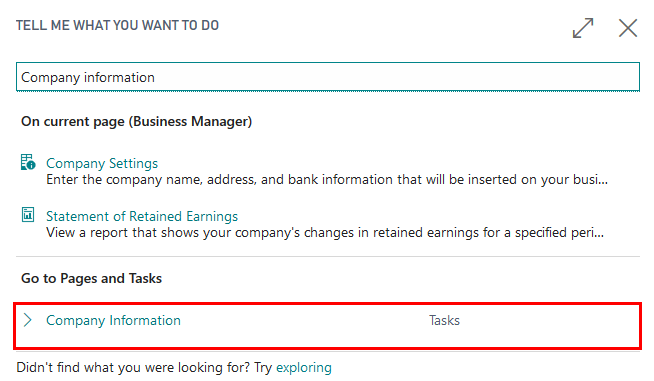 TELL ME WHAT YOU WANT TO DO
Company information
On current page (Business Manager)
Company Settings
Enter the company name, address, and bank information that will be inserted on your busi...
Statement of Retained Earnings
View a report that shows your company's changes in retained earnings for a specified peri...
Go to Pages and Tasks
Company Information Tasks
Didn't find what you were looking for? Try exploring